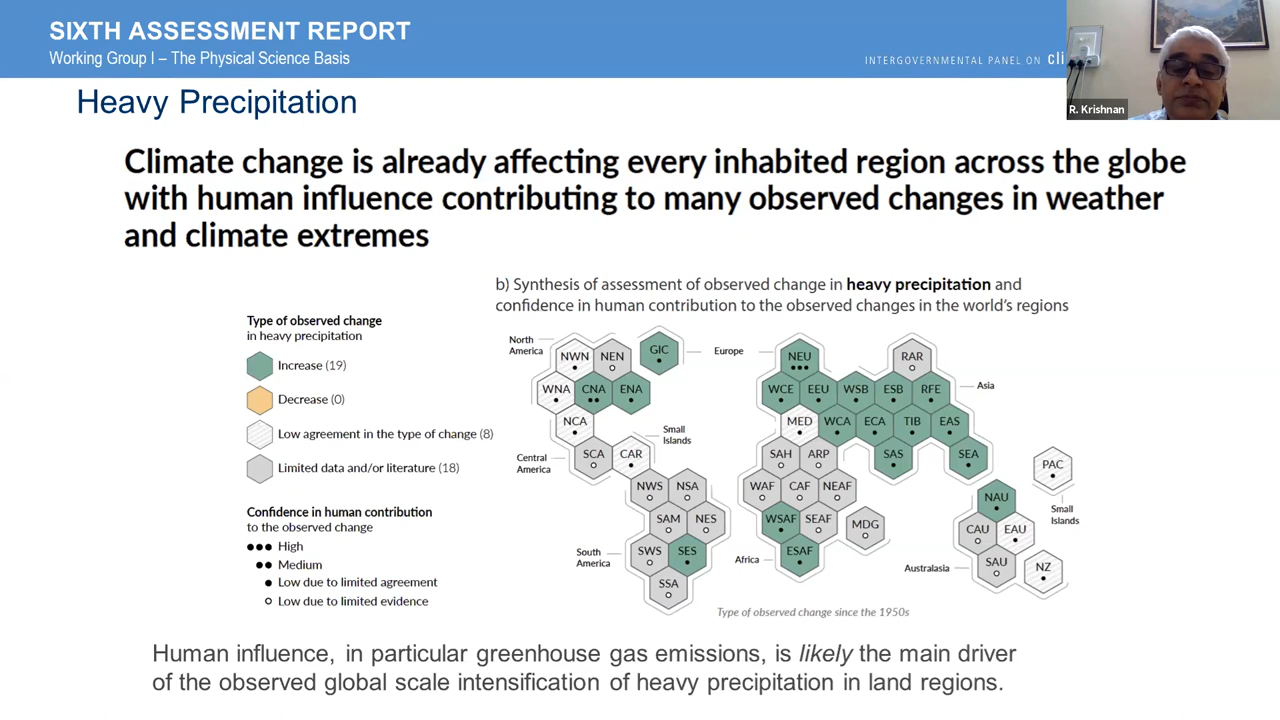 SIXTH ASSESSMENT REPORT
Working Group I – The Physical Science Basis
INTERGOVERNMENTAL PANEL ON cli
R. Krishnan
Heavy Precipitation
Climate change is already affecting every inhabited region across the globe
with human influence contributing to many observed changes in weather
and climate extremes
b) Synthesis of assessment of observed change in heavy precipitation and
confidence in human contribution to the observed changes in the world's regions
Type of observed change
in heavy precipitation
Increase (19)
Decrease (0)
Low agreement in the type of change (8)
Limited data and/or literature (18)
Confidence in human contribution
to the observed change
High
Medium
Low due to limited agreement
Low due to limited evidence
North
America
NWN NEN GIC
WNA CNA ENA
NCA
Small
Islands
Central
America
SCA CAR
NWS NSA
SAM NES
South
America
SWS SES
SSA
Europe
NEU RAR
WCE EEU WSB ESB RFE
Asia
MED WCA ECA TIB EAS
SAH ARP SAS SEA
WAF CAF NEAF
WSAF SEAF MDG
Africa
ESAF
PAC
Small
Islands
NAU
CAU EAU
Australasia
SAU NZ
Type of observed change since the 1950s
Human influence, in particular greenhouse gas emissions, is likely the main driver
of the observed global scale intensification of heavy precipitation in land regions.